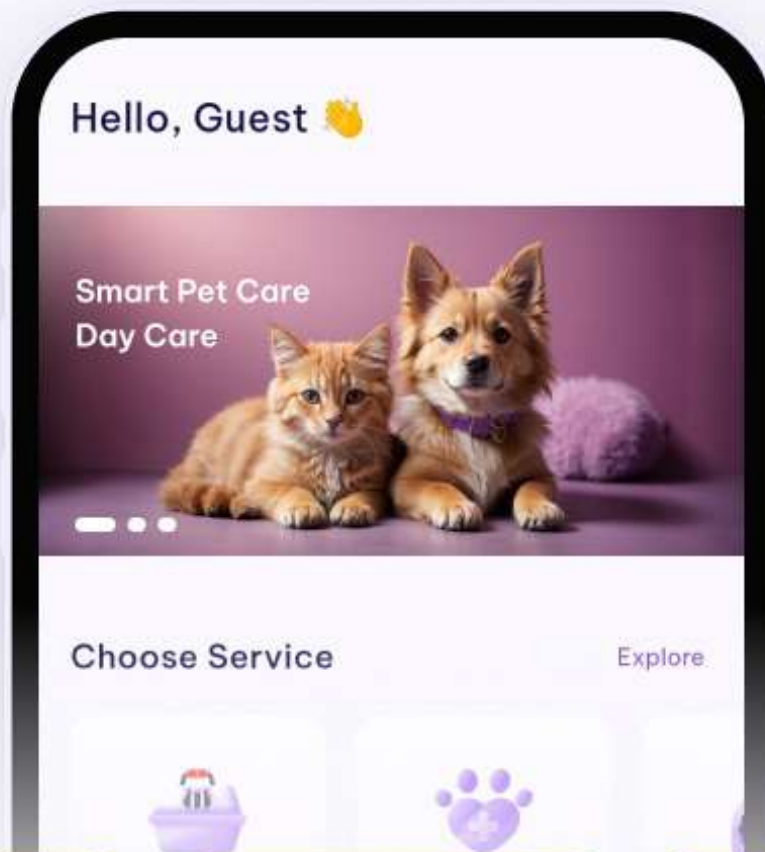 Hello, Guest 👋
Smart Pet Care
Day Care
Choose Service
Explore